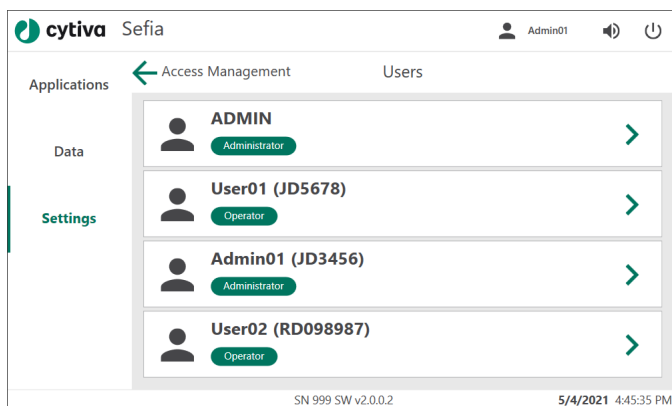 cytiva Sefia Admin01
Applications
Data
Settings
Access Management Users
ADMIN
Administrator
User01 (JD5678)
Operator
Admin01 (JD3456)
Administrator
User02 (RD098987)
Operator
SN 999 SW v2.0.0.2 5/4/2021 4:45:35 PM